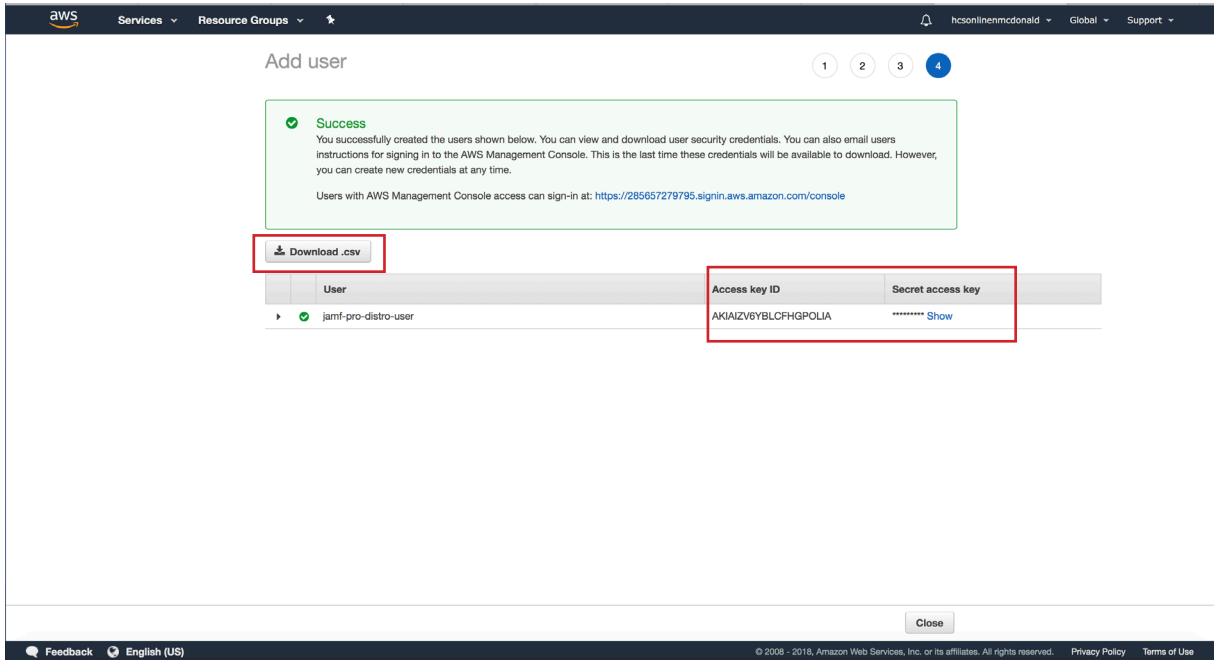 aws Services Resource Groups hcsonlinenmcdonald Global Support
Add user 1 2 3 4
Success
You successfully created the users shown below. You can view and download user security credentials. You can also email users
instructions for signing in to the AWS Management Console. This is the last time these credentials will be available to download. However,
you can create new credentials at any time.
Users with AWS Management Console access can sign-in at: https://285657279795.signin.aws.amazon.com/console
Download .csv
User Access key ID Secret access key
jamf-pro-distro-user AKIAIZV6YBLCFHGPOLIA ********* Show
Close
Feedback English (US) © 2008 - 2018, Amazon Web Services, Inc. or its affiliates. All rights reserved. Privacy Policy Terms of Use